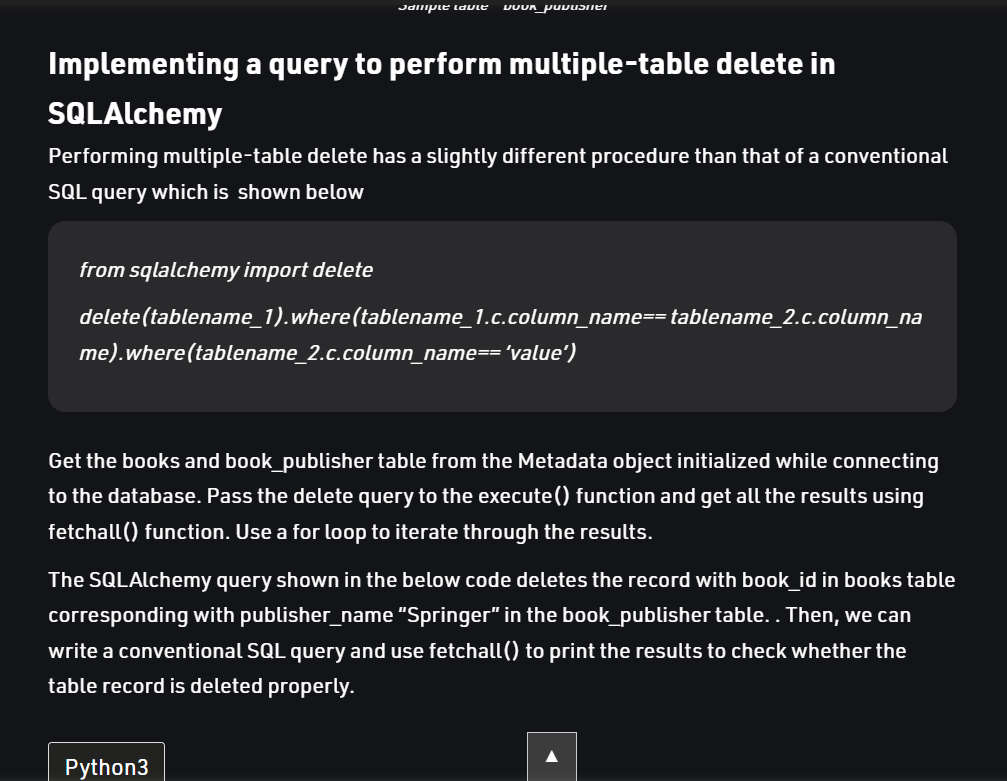 Sample table - book_publisher
Implementing a query to perform multiple-table delete in
SQLAlchemy
Performing multiple-table delete has a slightly different procedure than that of a conventional
SQL query which is shown below
from sqlalchemy import delete
delete(tablename_1).where(tablename_1.c.column_name== tablename_2.c.column_na
me).where(tablename_2.c.column_name== ‘value’)
Get the books and book_publisher table from the Metadata object initialized while connecting
to the database. Pass the delete query to the execute() function and get all the results using
fetchall() function. Use a for loop to iterate through the results.
The SQLAlchemy query shown in the below code deletes the record with book_id in books table
corresponding with publisher_name “Springer” in the book_publisher table. . Then, we can
write a conventional SQL query and use fetchall() to print the results to check whether the
table record is deleted properly.
Python3
▲